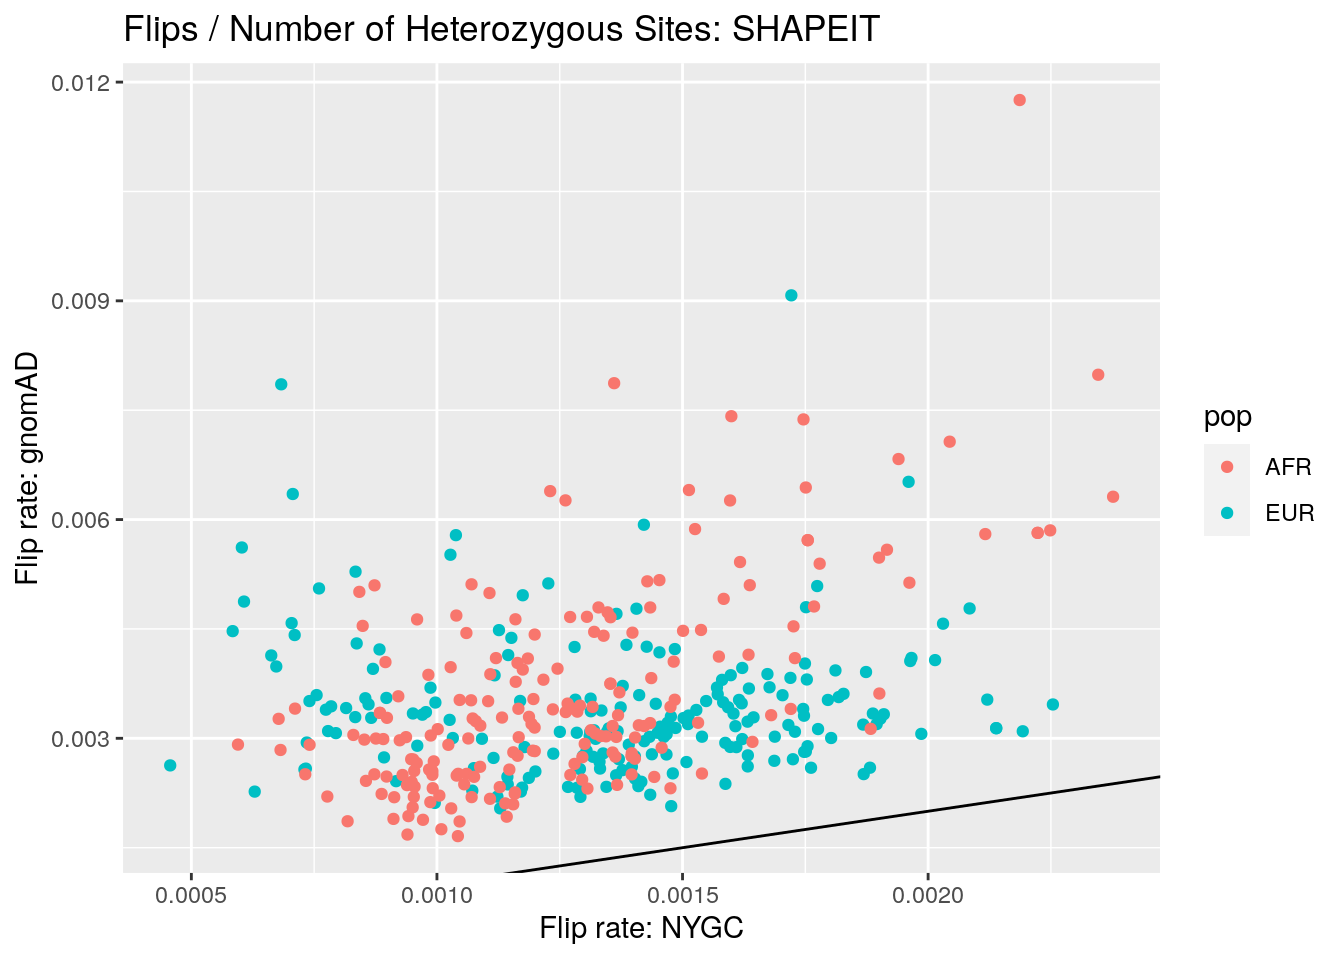 Flips / Number of Heterozygous Sites: SHAPEIT
0.012
0.009
0.006
0.003
Flip rate: gnomAD
0.0005 0.0010 0.0015 0.0020
Flip rate: NYGC
pop
AFR
EUR